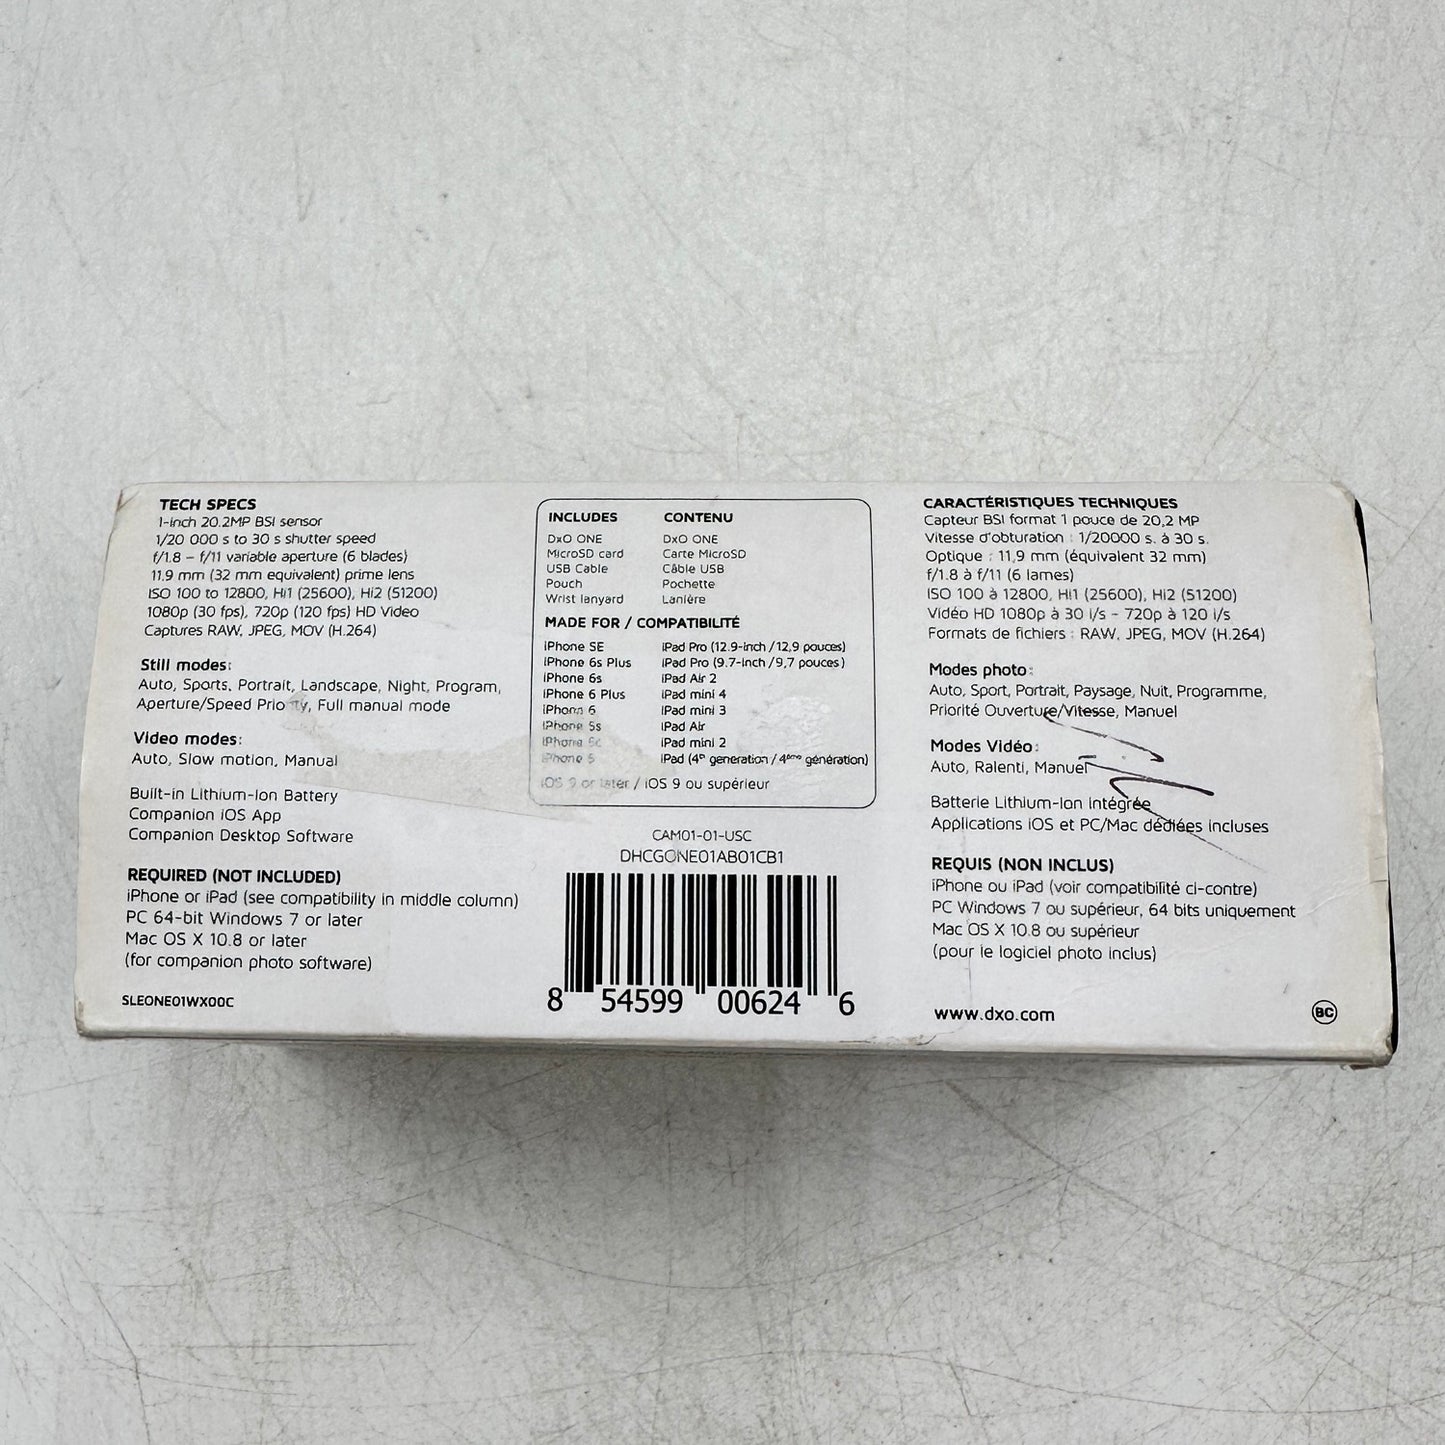 TECH SPECS
1-inch 20.2MP BSI sensor
1/20 000 s to 30 s shutter speed
f/1.8 – f/11 variable aperture (6 blades)
11.9 mm (32 mm equivalent) prime lens
ISO 100 to 12800, Hi1 (25600), Hi2 (51200)
1080p (30 fps), 720p (120 fps) HD Video
Captures RAW, JPEG, MOV (H.264)
Still modes:
Auto, Sports, Portrait, Landscape, Night, Program,
Aperture/Speed Priority, Full manual mode
Video modes:
Auto, Slow motion, Manual
Built-in Lithium-Ion Battery
Companion iOS App
Companion Desktop Software
REQUIRED (NOT INCLUDED)
iPhone or iPad (see compatibility in middle column)
PC 64-bit Windows 7 or later
Mac OS X 10.8 or later
(for companion photo software)
SLEONE01WX00C
INCLUDES
DxO ONE
MicroSD card
USB Cable
Pouch
Wrist lanyard
CONTENU
DxO ONE
Carte MicroSD
Câble USB
Pochette
Lanière
MADE FOR / COMPATIBILITÉ
iPhone SE
iPhone 6s Plus
iPhone 6s
iPhone 6 Plus
iPhone 6
iPhone 5s
iPhone 5c
iPhone 5
iPad Pro (12.9-inch / 12,9 pouces)
iPad Pro (9.7-inch / 9,7 pouces)
iPad Air 2
iPad mini 4
iPad mini 3
iPad Air
iPad mini 2
iPad (4th generation / 4ème génération)
iOS 9 or later / iOS 9 ou supérieur
CAM01-01-USC
DHCGONE01AB01CB1
8 54599 00624 6
CARACTÉRISTIQUES TECHNIQUES
Capteur BSI format 1 pouce de 20,2 MP
Vitesse d'obturation : 1/20000 s. à 30 s.
Optique : 11,9 mm (équivalent 32 mm)
f/1.8 à f/11 (6 lames)
ISO 100 à 12800, Hi1 (25600), Hi2 (51200)
Vidéo HD 1080p à 30 i/s – 720p à 120 i/s
Formats de fichiers : RAW, JPEG, MOV (H.264)
Modes photo:
Auto, Sport, Portrait, Paysage, Nuit, Programme,
Priorité Ouverture/Vitesse, Manuel
Modes Vidéo:
Auto, Ralenti, Manuel
Batterie Lithium-Ion intégrée
Applications iOS et PC/Mac dédiées incluses
REQUIS (NON INCLUS)
iPhone ou iPad (voir compatibilité ci-contre)
PC Windows 7 ou supérieur, 64 bits uniquement
Mac OS X 10.8 ou supérieur
(pour le logiciel photo inclus)
www.dxo.com
BC